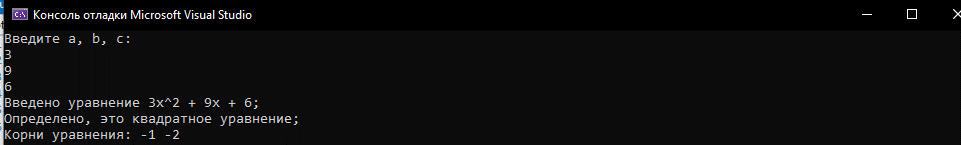 Консоль отладки Microsoft Visual Studio
Введите a, b, c:
3
9
6
Введено уравнение 3x^2 + 9x + 6;
Определено, это квадратное уравнение;
Корни уравнения: -1 -2